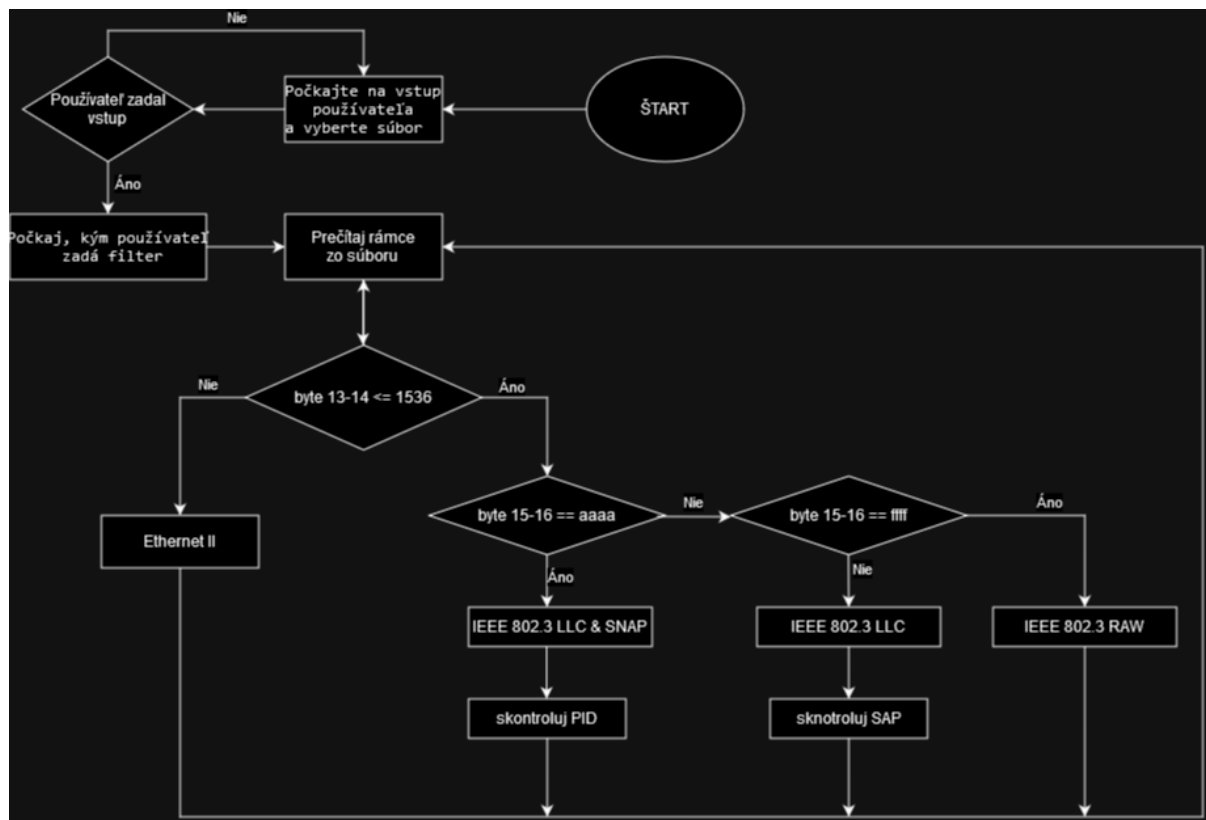 Nie
Používateľ zadal
vstup
Počkajte na vstup
používateľa
a vyberte súbor
ŠTART
Áno
Počkaj, kým používateľ
zadá filter
Prečítaj rámce
zo súboru
Nie
byte 13-14 <= 1536
Áno
byte 15-16 == aaaa
Nie
byte 15-16 == ffff
Áno
Ethernet II
Áno
Nie
IEEE 802.3 LLC & SNAP
IEEE 802.3 LLC
IEEE 802.3 RAW
skontroluj PID
sknotroluj SAP